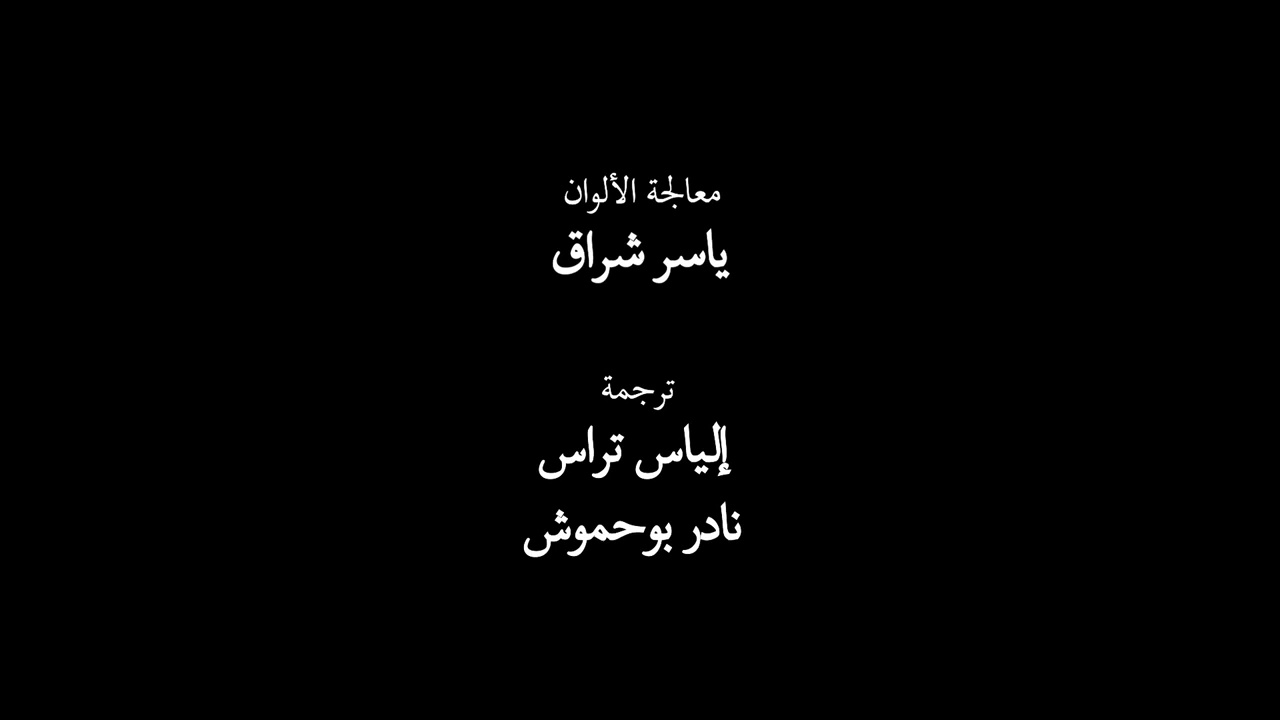 معالجة الألوان
ياسر شراق
ترجمة
إلياس تراس
نادر بوحموش